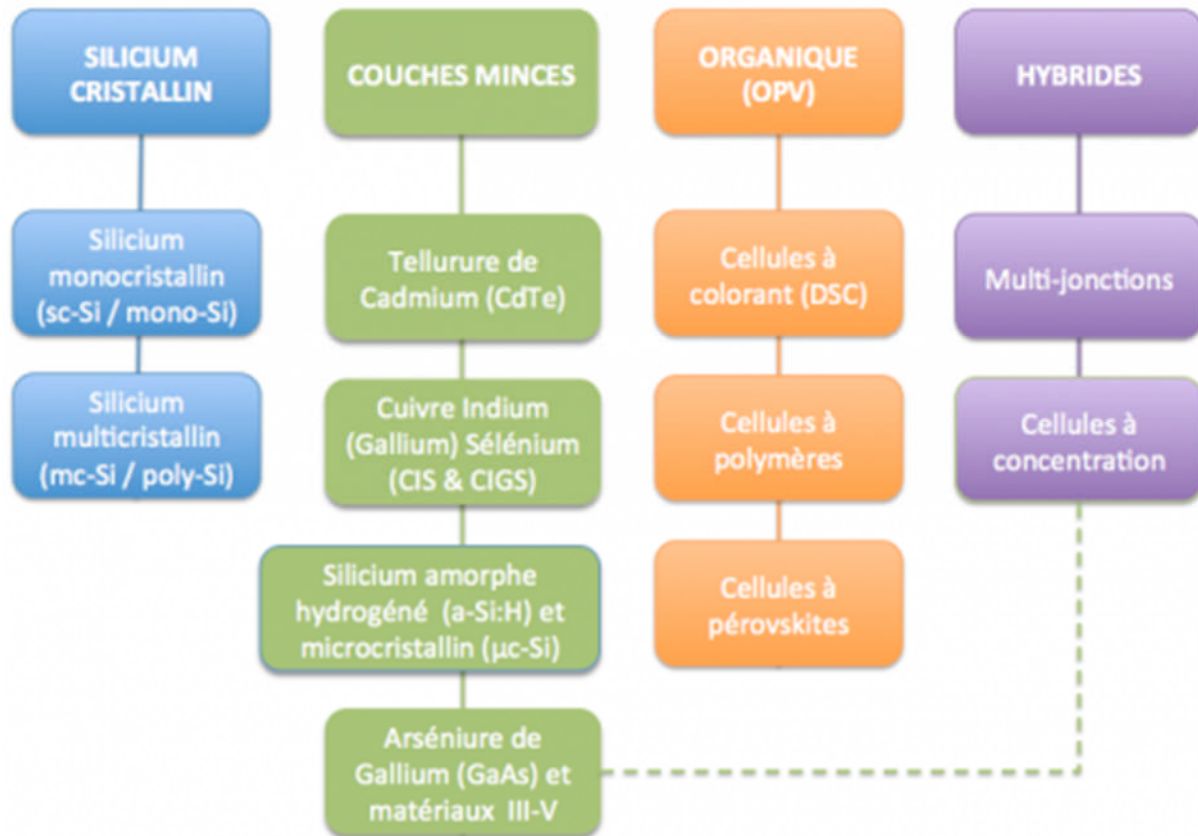 SILICIUM
CRISTALLIN
Silicium
monocristallin
(sc-Si / mono-Si)
Silicium
multicristallin
(mc-Si / poly-Si)
COUCHES MINCES
Tellurure de
Cadmium (CdTe)
Cuivre Indium
(Gallium) Sélénium
(CIS & CIGS)
Silicium amorphe
hydrogéné (a-Si:H) et
microcristallin (μc-Si)
Arséniure de
Gallium (GaAs) et
matériaux III-V
ORGANIQUE
(OPV)
Cellules à
colorant (DSC)
Cellules à
polymères
Cellules à
pérovskites
HYBRIDES
Multi-jonctions
Cellules à
concentration